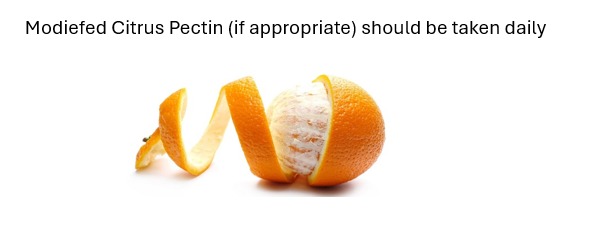 Modiefed Citrus Pectin (if appropriate) should be taken daily